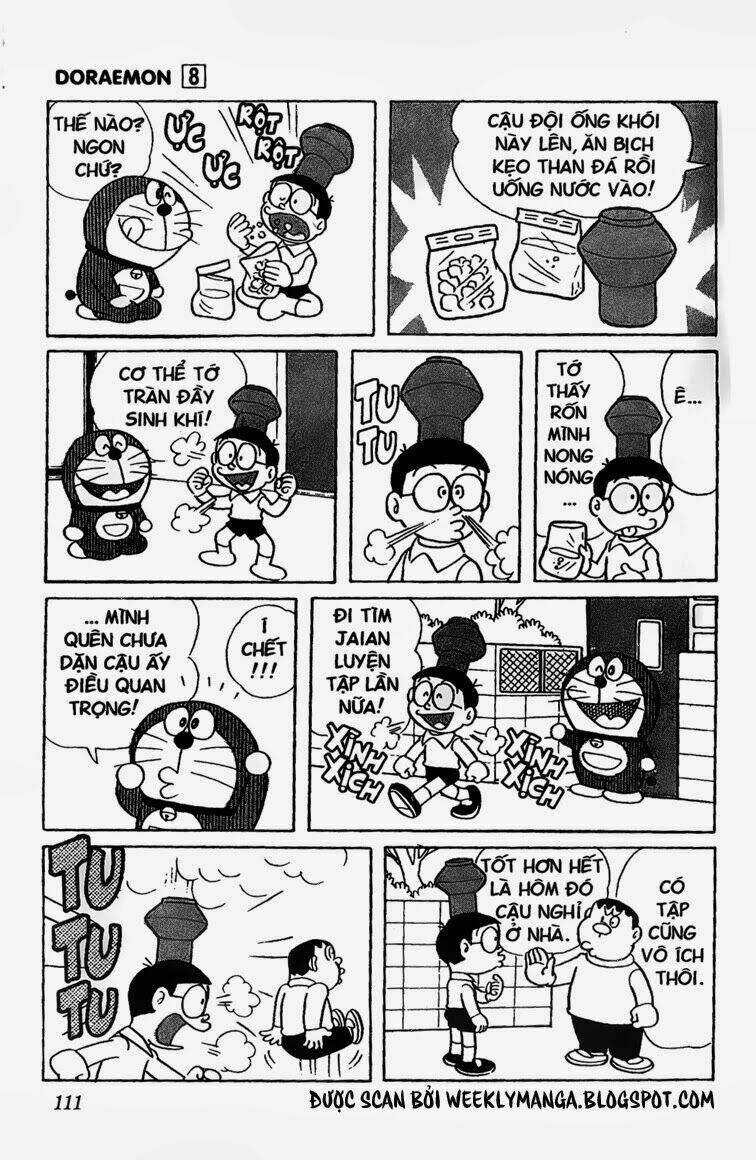 DORAEMON 8
CẬU ĐỘI ỐNG KHÓI
NÀY LÊN, ĂN BỊCH
KẸO THAN ĐÁ RỒI
UỐNG NƯỚC VÀO!
THẾ NÀO?
NGON
CHỨ?
ỰC
ỰC
RỘT
RỘT
Ê...
TỚ
THẤY
RỐN
MÌNH
NONG
NÓNG
...
TU
TU
CƠ THỂ TỚ
TRÀN ĐẦY
SINH KHÍ!
ĐI TÌM
JAIAN
LUYỆN
TẬP LẦN
NỮA!
XÌNH
XỊCH
XÌNH
XỊCH
Í
CHẾT
!!!
... MÌNH
QUÊN CHƯA
DẶN CẬU ẤY
ĐIỀU QUAN
TRỌNG!
CÓ
TẬP
CŨNG
VÔ ÍCH
THÔI.
TỐT HƠN HẾT
LÀ HÔM ĐÓ
CẬU NGHỈ
Ở NHÀ.
TU
TU
TU
111
ĐƯỢC SCAN BỞI WEEKLYMANGA.BLOGSPOT.COM